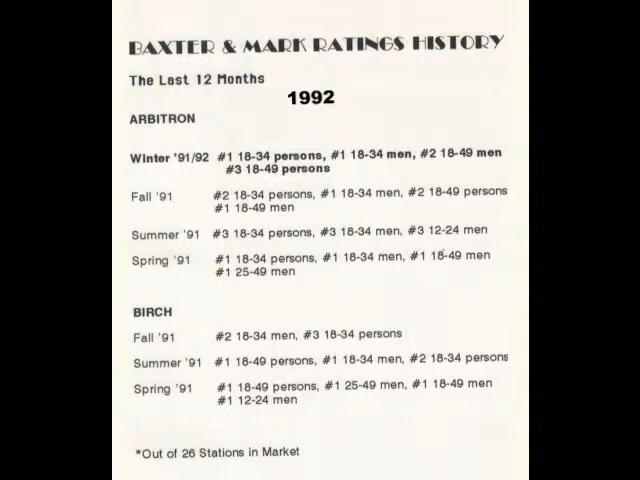 BAXTER & MARK RATINGS HISTORY
The Last 12 Months
1992
ARBITRON
Winter '91/92 #1 18-34 persons, #1 18-34 men, #2 18-49 men
#3 18-49 persons
Fall '91 #2 18-34 persons, #1 18-34 men, #2 18-49 persons
#1 18-49 men
Summer '91 #3 18-34 persons, #3 18-34 men, #3 12-24 men
Spring '91 #1 18-34 persons, #1 18-34 men, #1 18-49 men
#1 25-49 men
BIRCH
Fall '91 #2 18-34 men, #3 18-34 persons
Summer '91 #1 18-49 persons, #1 18-34 men, #2 18-34 persons
Spring '91 #1 18-49 persons, #1 25-49 men, #1 18-49 men
#1 12-24 men
*Out of 26 Stations in Market